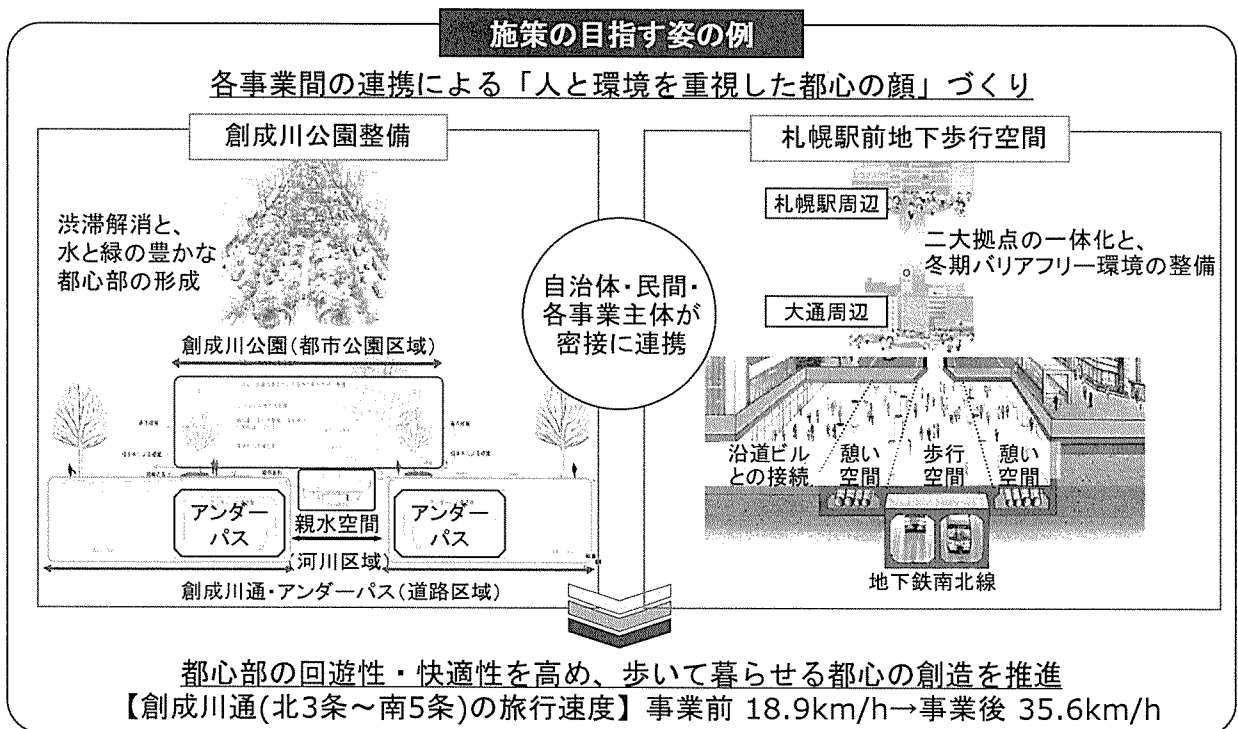 施策の目指す姿の例
各事業間の連携による「人と環境を重視した都心の顔」づくり
創成川公園整備
渋滞解消と、
水と緑の豊かな
都心部の形成
創成川公園(都市公園区域)
アンダー
パス
親水空間
アンダー
パス
(河川区域)
創成川通・アンダーパス(道路区域)
自治体・民間・
各事業主体が
密接に連携
札幌駅前地下歩行空間
札幌駅周辺
二大拠点の一体化と、
冬期バリアフリー環境の整備
大通周辺
沿道ビル
との接続
憩い
空間
歩行
空間
憩い
空間
地下鉄南北線
都心部の回遊性・快適性を高め、歩いて暮らせる都心の創造を推進
【創成川通(北3条～南5条)の旅行速度】事業前 18.9km/h→事業後 35.6km/h